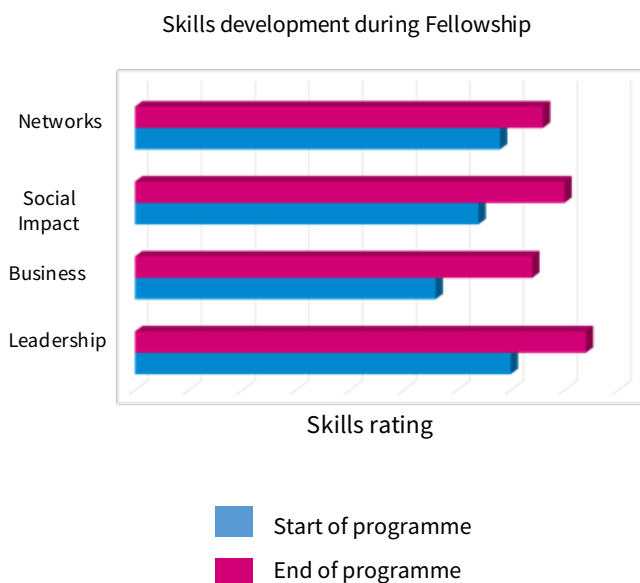 Skills development during Fellowship
Networks
Social
Impact
Business
Leadership
Skills rating
Start of programme
End of programme